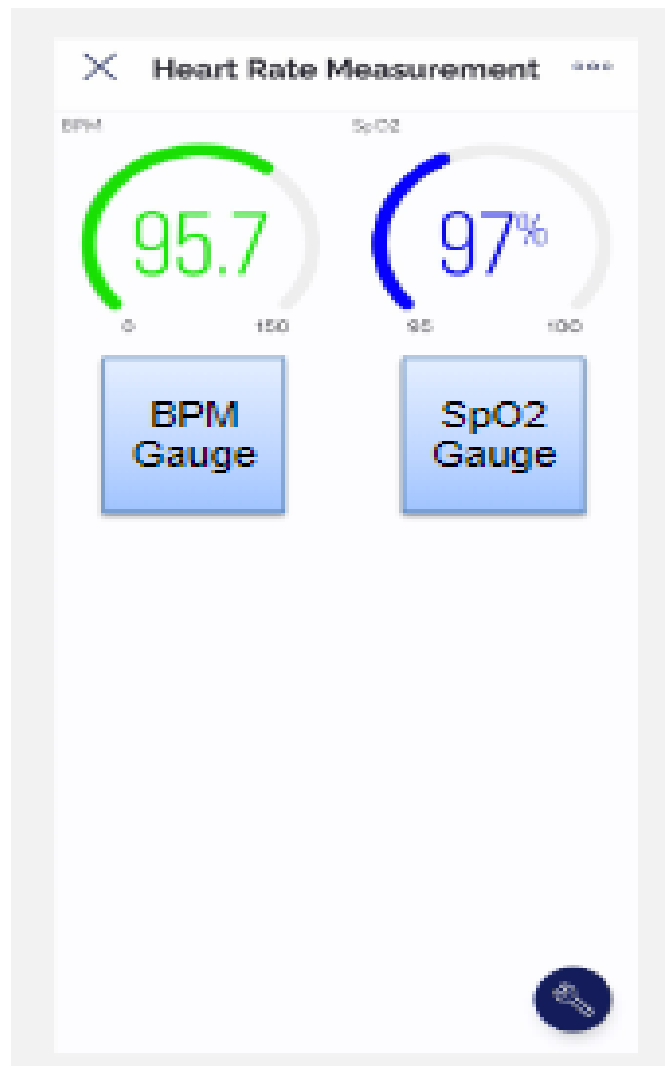 Heart Rate Measurement
BPM SpO2
95.7 97%
0 150 95 100
BPM
Gauge
SpO2
Gauge